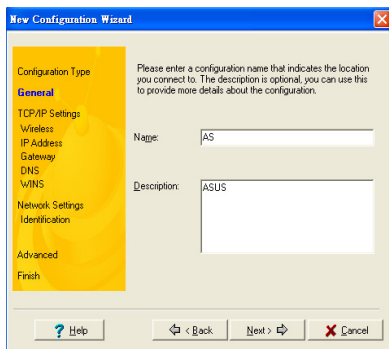 New Configuration Wizard
Configuration Type
General
TCP/IP Settings
Wireless
IP Address
Gateway
DNS
WINS
Network Settings
Identification
Advanced
Finish
Please enter a configuration name that indicates the location
you connect to. The description is optional, you can use this
to provide more details about the configuration.
Name:
AS
Description:
ASUS
? Help
< Back
Next >
Cancel